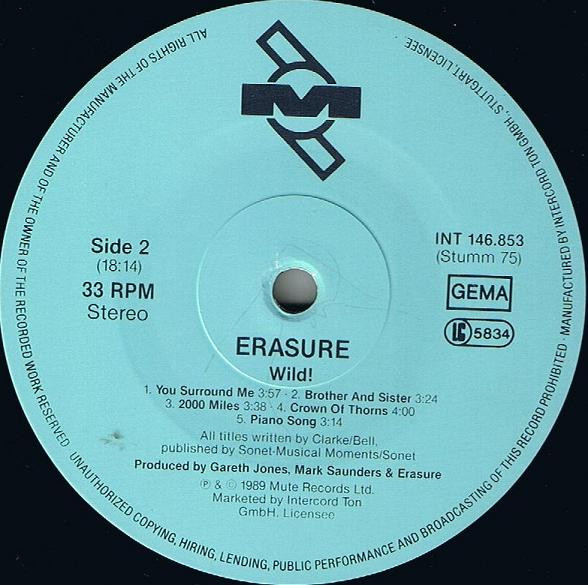 M
Side 2
(18:14)
33 RPM
Stereo
INT 146.853
(Stumm 75)
GEMA
LC 5834
ERASURE
Wild!
1. You Surround Me 3:57 · 2. Brother And Sister 3:24
3. 2000 Miles 3:38 · 4. Crown Of Thorns 4:00
5. Piano Song 3:14
All titles written by Clarke/Bell,
published by Sonet-Musical Moments/Sonet
Produced by Gareth Jones, Mark Saunders & Erasure
Ⓟ & © 1989 Mute Records Ltd.
Marketed by Intercord Ton
GmbH. Licensee
ALL RIGHTS OF THE MANUFACTURER AND OF THE OWNER OF THE RECORDED WORK RESERVED · UNAUTHORIZED COPYING, HIRING, LENDING, PUBLIC PERFORMANCE AND BROADCASTING OF THIS RECORD PROHIBITED · MANUFACTURED BY INTERCORD TON GMBH., STUTTGART, LICENSEE ·